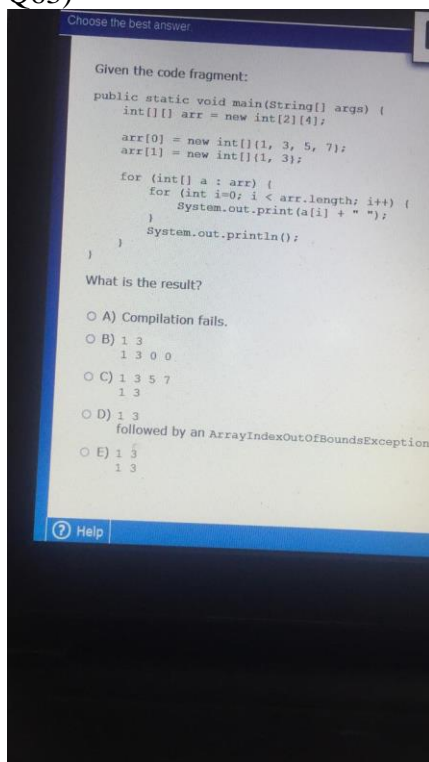 Q63)
Choose the best answer.
Given the code fragment:
public static void main(String[] args) {
int[][] arr = new int[2][4];
arr[0] = new int[]{1, 3, 5, 7};
arr[1] = new int[]{1, 3};
for (int[] a : arr) {
for (int i=0; i < arr.length; i++) {
System.out.print(a[i] + " ");
}
System.out.println();
}
}
What is the result?
A) Compilation fails.
B) 1 3
1 3 0 0
C) 1 3 5 7
1 3
D) 1 3
followed by an ArrayIndexOutOfBoundsException
E) 1 3
1 3
? Help